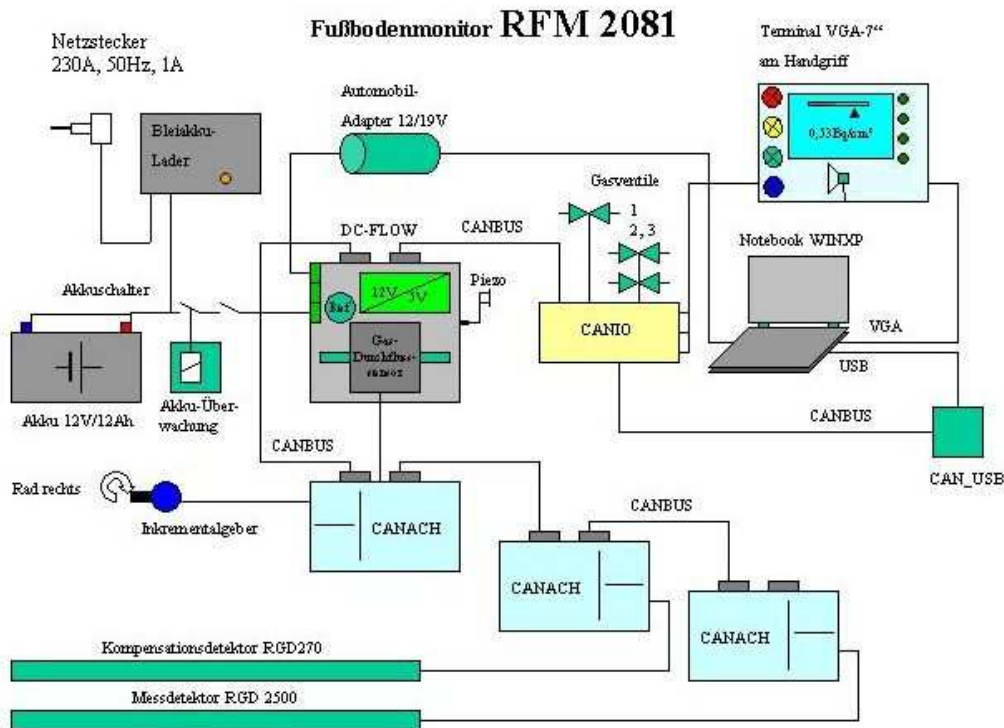 Fußbodenmonitor RFM 2081
Netzstecker
230A, 50Hz, 1A
Terminal VGA-7“
am Handgriff
Automobil-
Adapter 12/19V
Bleiakku-
Lader
0,53Bq/cm²
Gasventile
1
2, 3
DC-FLOW
CANBUS
Notebook WINXP
Akkuschalter
Piezo
12V
5V
Ref
CANIO
VGA
Gas-
Durchfluss-
sensor
USB
Akku 12V/12Ah
Akku-Über-
wachung
CANBUS
CANBUS
CAN_USB
Rad rechts
Inkrementalgeber
CANACH
CANBUS
CANACH
CANACH
Kompensationsdetektor RGD270
Messdetektor RGD 2500